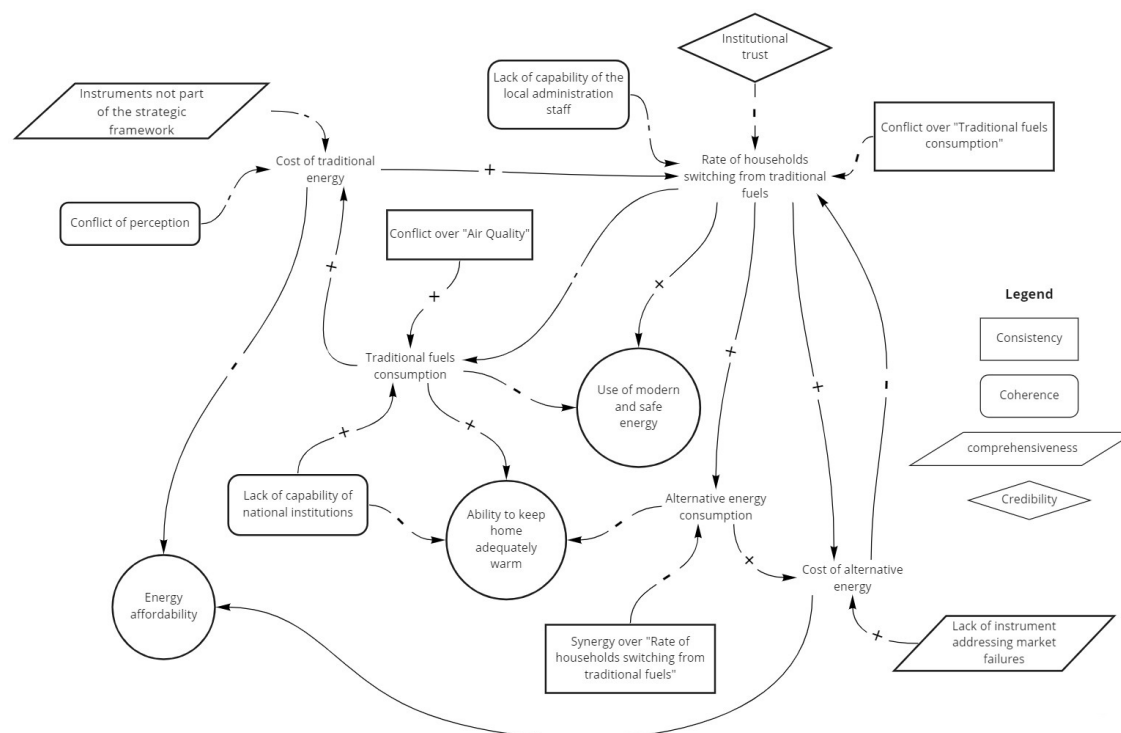 Institutional
trust
Lack of capability of the
local administration
staff
Instruments not part
of the strategic
framework
Conflict over "Traditional fuels
consumption"
Cost of traditional
energy
+
Rate of households
switching from traditional
fuels
Conflict of perception
Conflict over "Air Quality"
+
+
-
+
Legend
Consistency
Traditional fuels
consumption
+
+
-
Use of modern
and safe
energy
Coherence
+
+
comprehensiveness
Lack of capability of
national institutions
Ability to keep
home
adequately
warm
Alternative energy
consumption
Credibility
+
Cost of alternative
energy
Energy
affordability
Synergy over "Rate of
households switching from
traditional fuels"
+
Lack of instrument
addressing market
failures